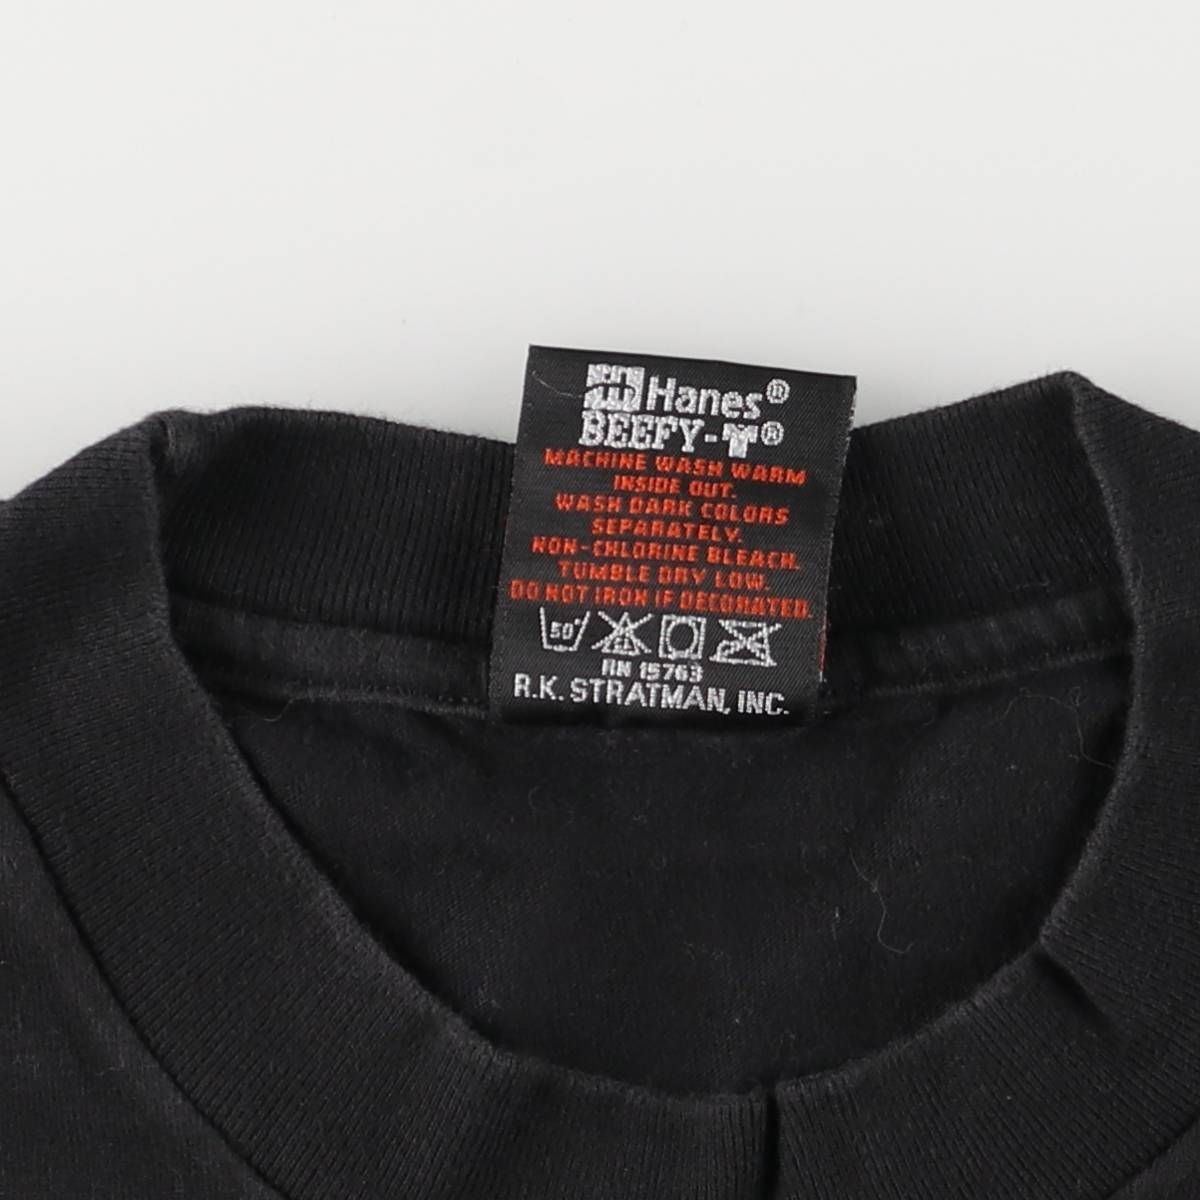 Hanes®
BEEFY-T®
MACHINE WASH WARM
INSIDE OUT.
WASH DARK COLORS
SEPARATELY.
NON-CHLORINE BLEACH.
TUMBLE DRY LOW.
DO NOT IRON IF DECORATED.
50°
RN 15763
R.K. STRATMAN, INC.